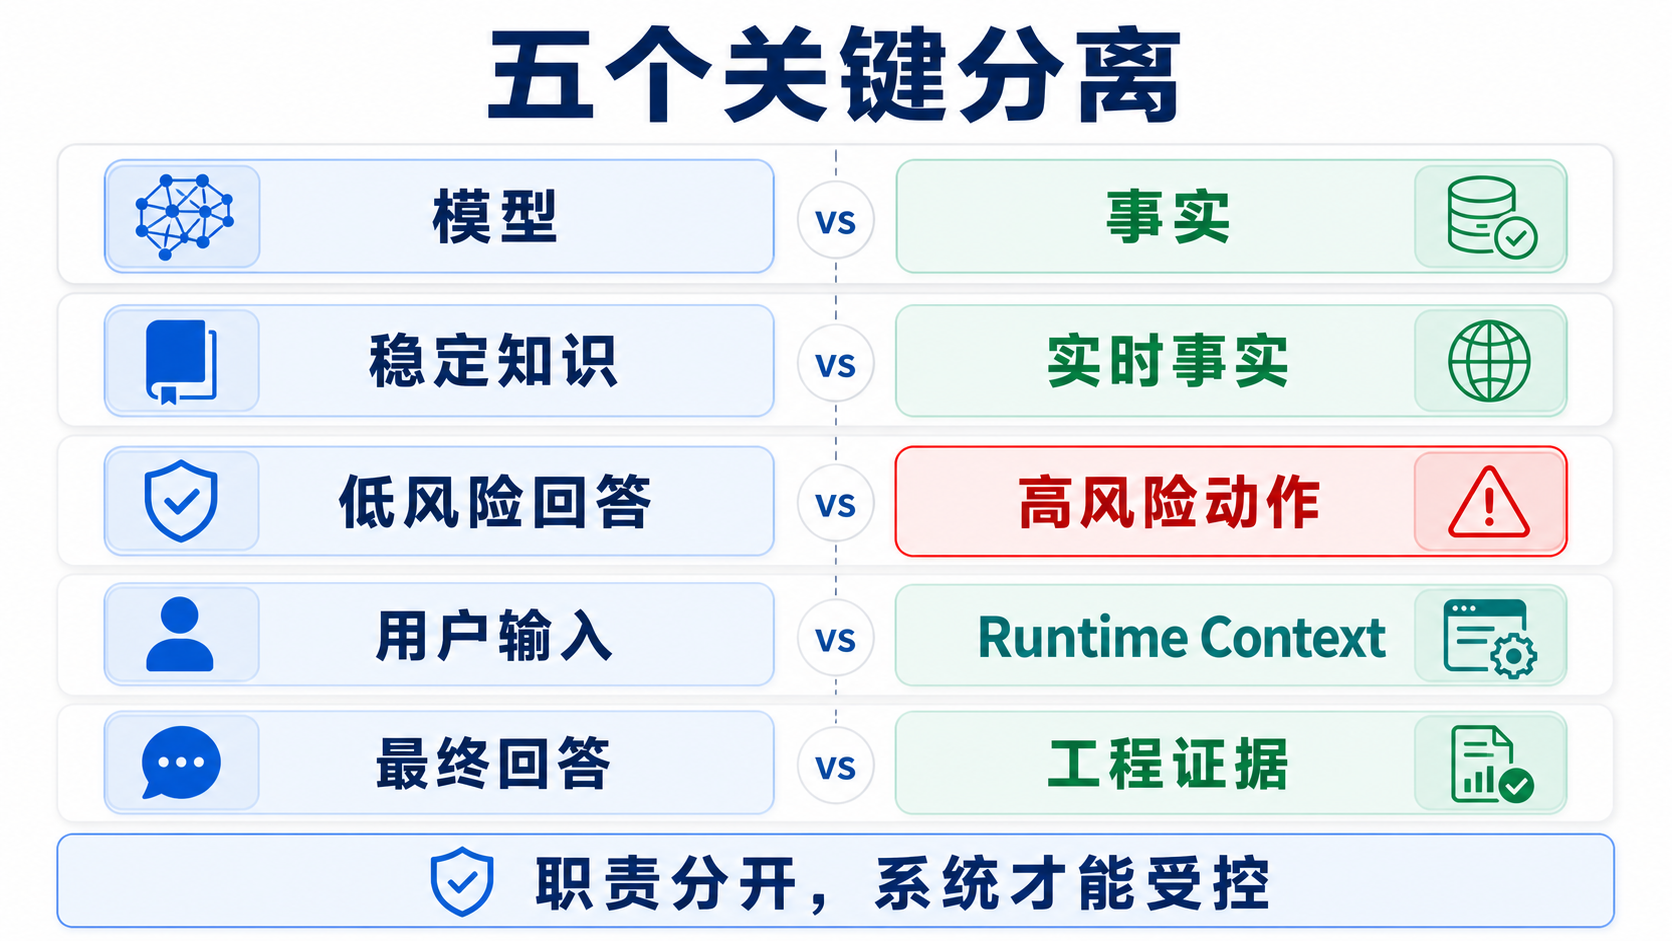 五个关键分离
模型 VS 事实
稳定知识 VS 实时事实
低风险回答 VS 高风险动作
用户输入 VS Runtime Context
最终回答 VS 工程证据
职责分开，系统才能受控